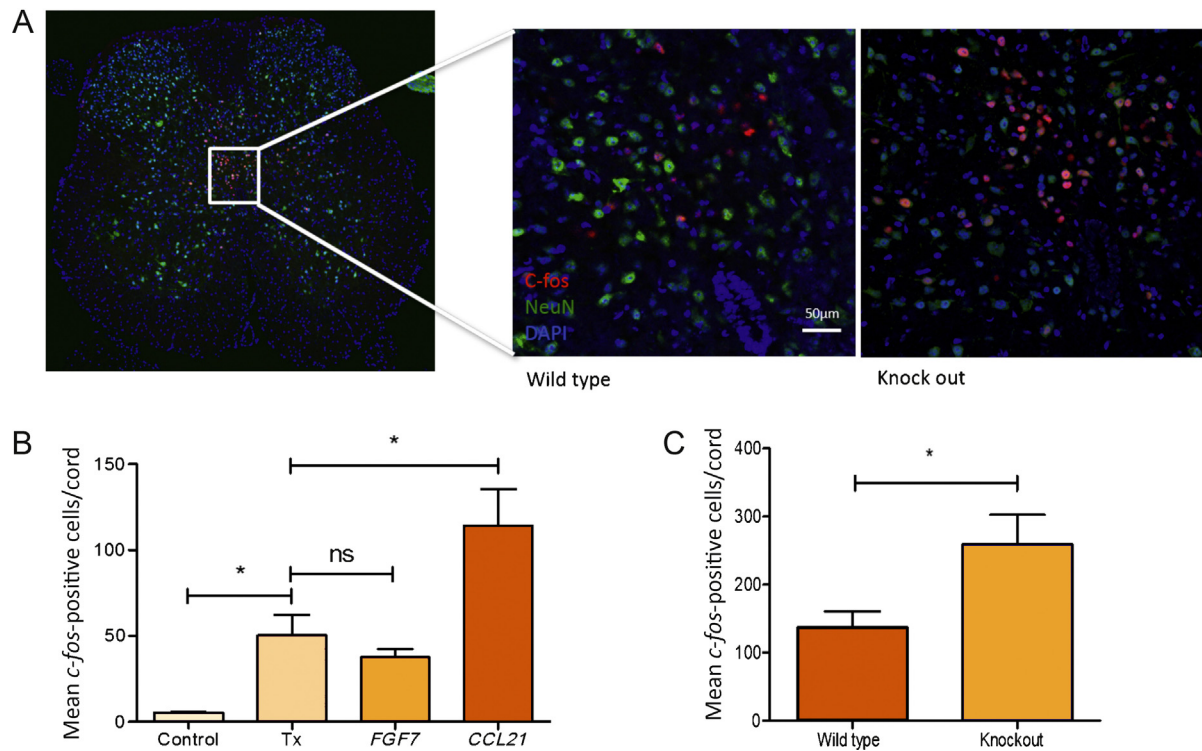 A
C-fos
NeuN
DAPI
50μm
Wild type
Knock out
B
Mean c-fos-positive cells/cord
150
100
50
0
*
ns
*
Control
Tx
FGF7
CCL21
C
Mean c-fos-positive cells/cord
400
300
200
100
0
*
Wild type
Knockout